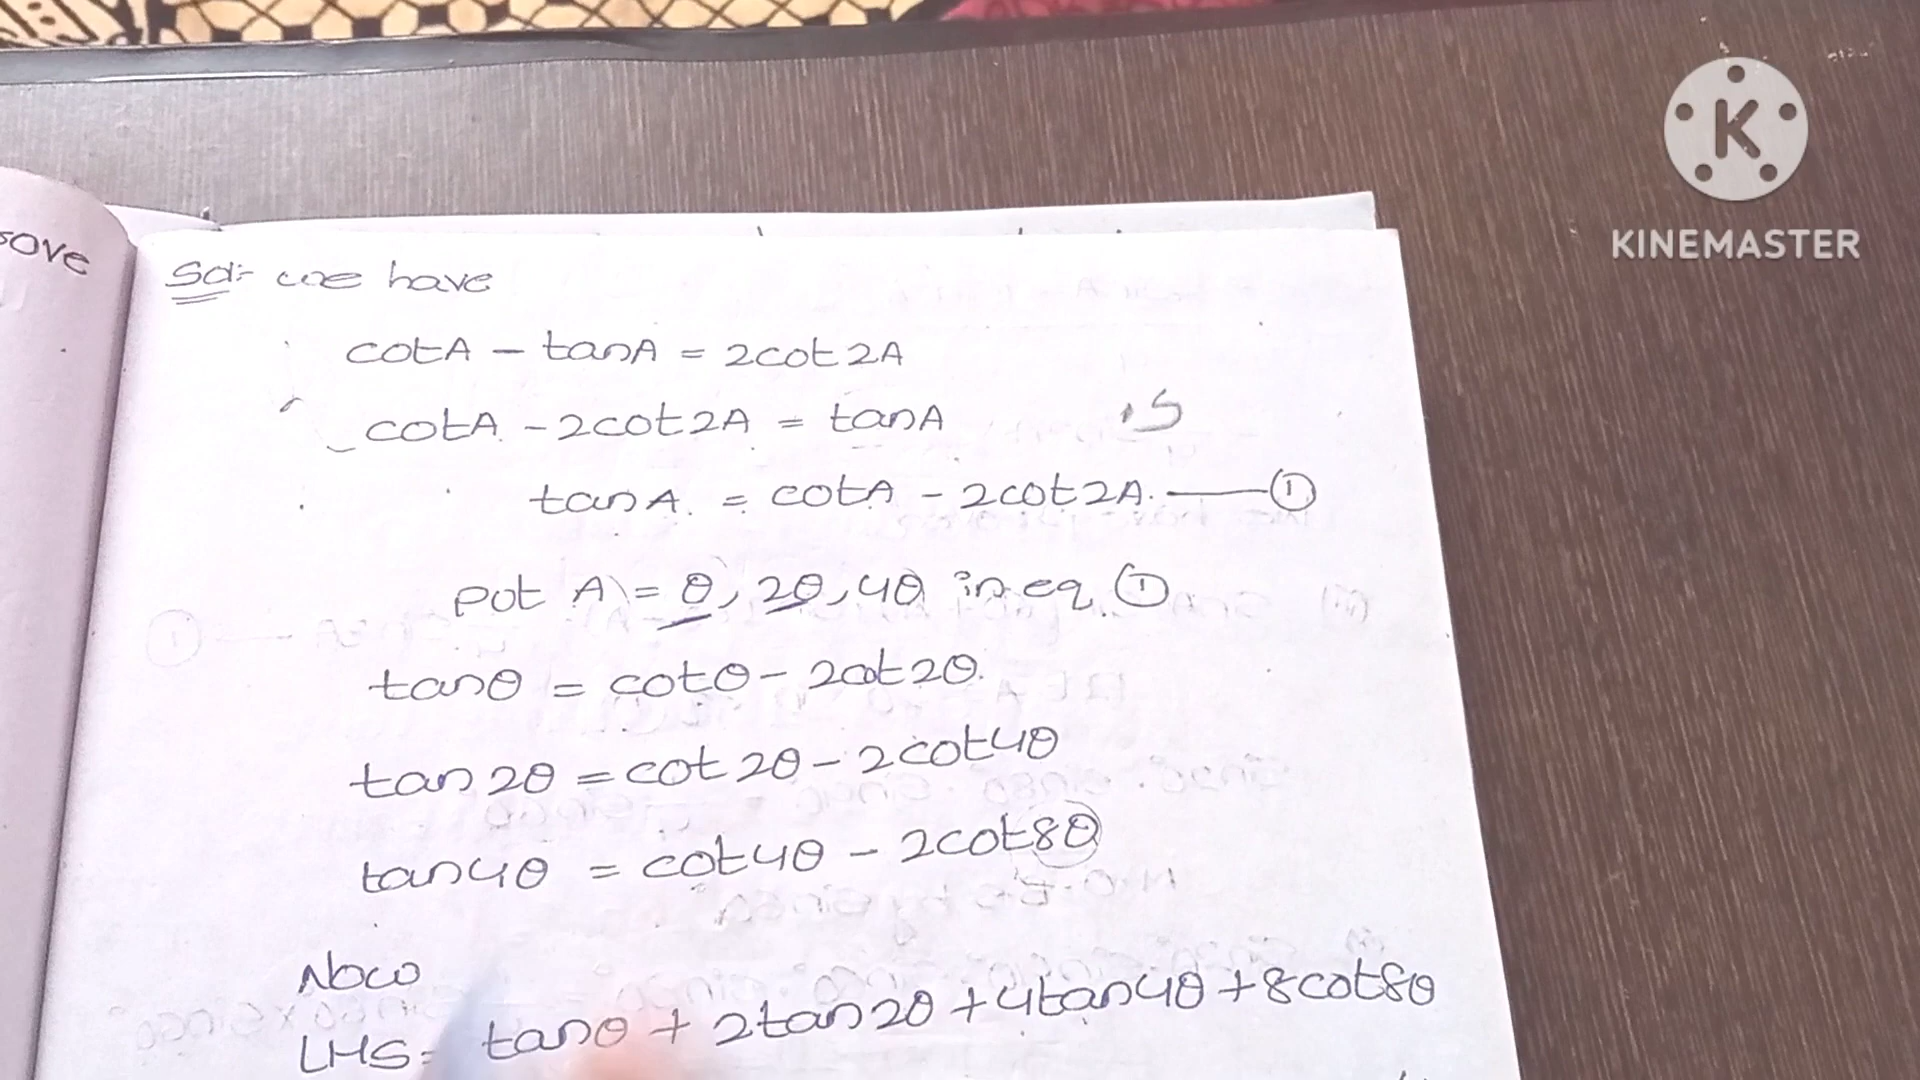 sove
Sol:- we have
cotA - tanA = 2cot2A
cotA - 2cot2A = tanA
tanA = cotA - 2cot2A. —— ①
put A = θ, 2θ, 4θ in eq ①
tanθ = cotθ - 2cot2θ.
tan2θ = cot2θ - 2cot4θ
tan4θ = cot4θ - 2cot8θ
Now
LHS = tanθ + 2tan2θ + 4tan4θ + 8cot8θ
K
KINEMASTER